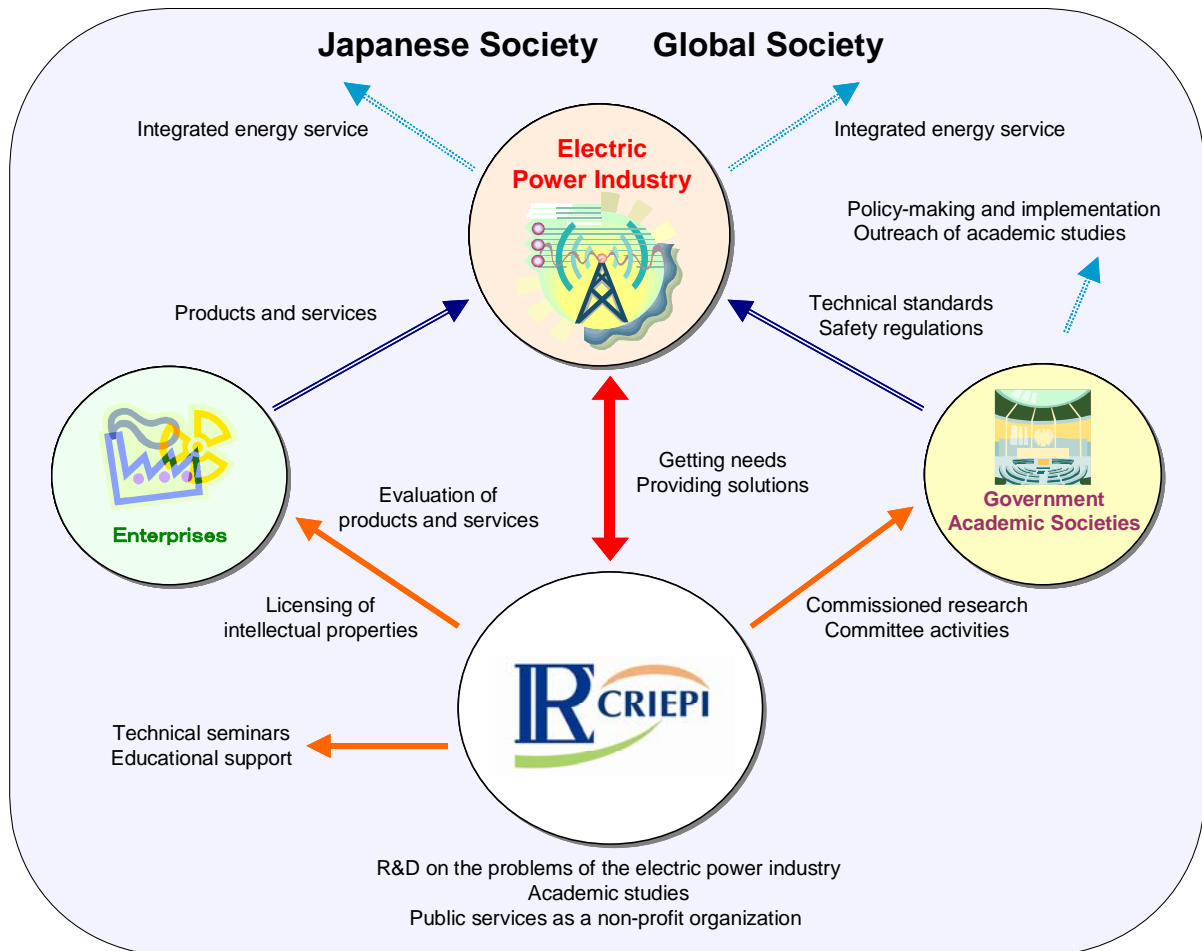 Japanese Society Global Society
Integrated energy service
Integrated energy service
Electric
Power Industry
Policy-making and implementation
Outreach of academic studies
Products and services
Technical standards
Safety regulations
Getting needs
Providing solutions
Enterprises
Evaluation of
products and services
Government
Academic Societies
Licensing of
intellectual properties
Commissioned research
Committee activities
CRIEPI
Technical seminars
Educational support
R&D on the problems of the electric power industry
Academic studies
Public services as a non-profit organization